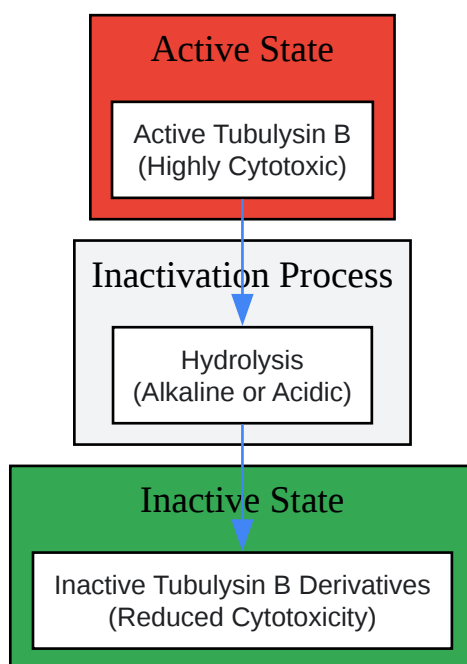 Active State
Active Tubulysin B
(Highly Cytotoxic)
Inactivation Process
Hydrolysis
(Alkaline or Acidic)
Inactive State
Inactive Tubulysin B Derivatives
(Reduced Cytotoxicity)